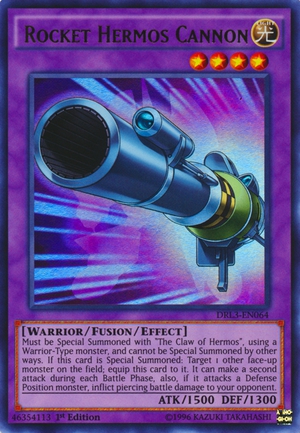 ROCKET HERMOS CANNON
LIGHT
光
DRL3-EN064
[WARRIOR/FUSION/EFFECT]
Must be Special Summoned with "The Claw of Hermos", using a
Warrior-Type monster, and cannot be Special Summoned by other
ways. If this card is Special Summoned: Target 1 other face-up
monster on the field; equip this card to it. It can make a second
attack during each Battle Phase, also, if it attacks a Defense
Position monster, inflict piercing battle damage to your opponent.
ATK/1500 DEF/1300
46354113 1st Edition ©1996 KAZUKI TAKAHASHI